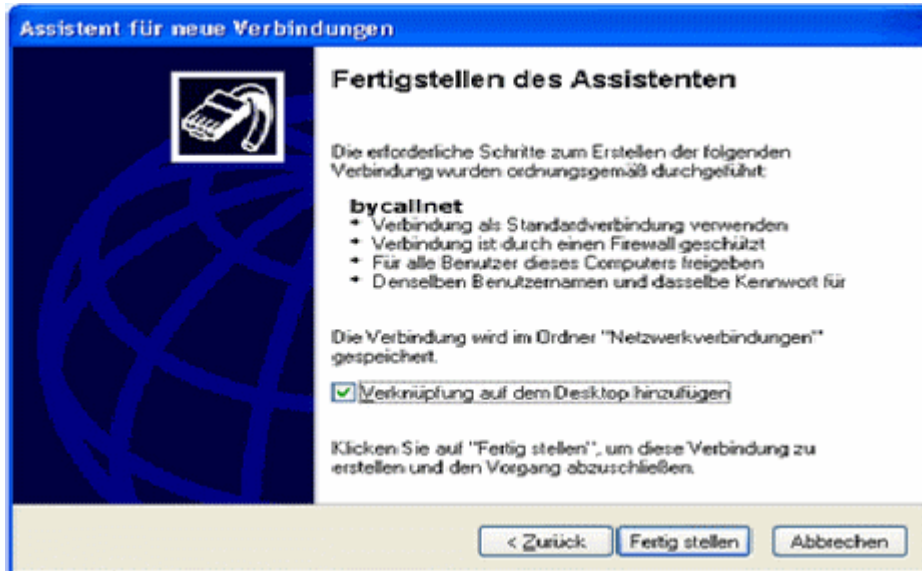 Assistent für neue Verbindungen
Fertigstellen des Assistenten
Die erforderliche Schritte zum Erstellen der folgenden
Verbindung wurden ordnungsgemäß durchgeführt:
bycallnet
* Verbindung als Standardverbindung verwenden
* Verbindung ist durch einen Firewall geschützt
* Für alle Benutzer dieses Computers freigeben
* Denselben Benutzernamen und dasselbe Kennwort für
Die Verbindung wird im Ordner "Netzwerkverbindungen"
gespeichert.
Verknüpfung auf dem Desktop hinzufügen
Klicken Sie auf "Fertig stellen", um diese Verbindung zu
erstellen und den Vorgang abzuschließen.
< Zurück Fertig stellen Abbrechen